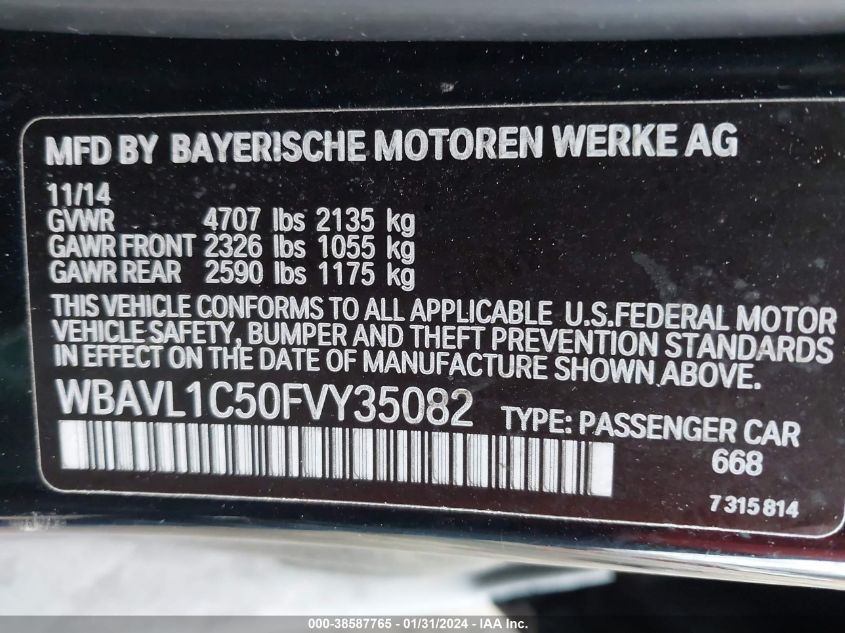 MFD BY BAYERISCHE MOTOREN WERKE AG
11/14
GVWR 4707 lbs 2135 kg
GAWR FRONT 2326 lbs 1055 kg
GAWR REAR 2590 lbs 1175 kg
THIS VEHICLE CONFORMS TO ALL APPLICABLE U.S.FEDERAL MOTOR
VEHICLE SAFETY, BUMPER AND THEFT PREVENTION STANDARDS
IN EFFECT ON THE DATE OF MANUFACTURE SHOWN ABOVE.
WBAVL1C50FVY35082 TYPE: PASSENGER CAR
668
7 315 814
000-38587765 - 01/31/2024 - IAA Inc.